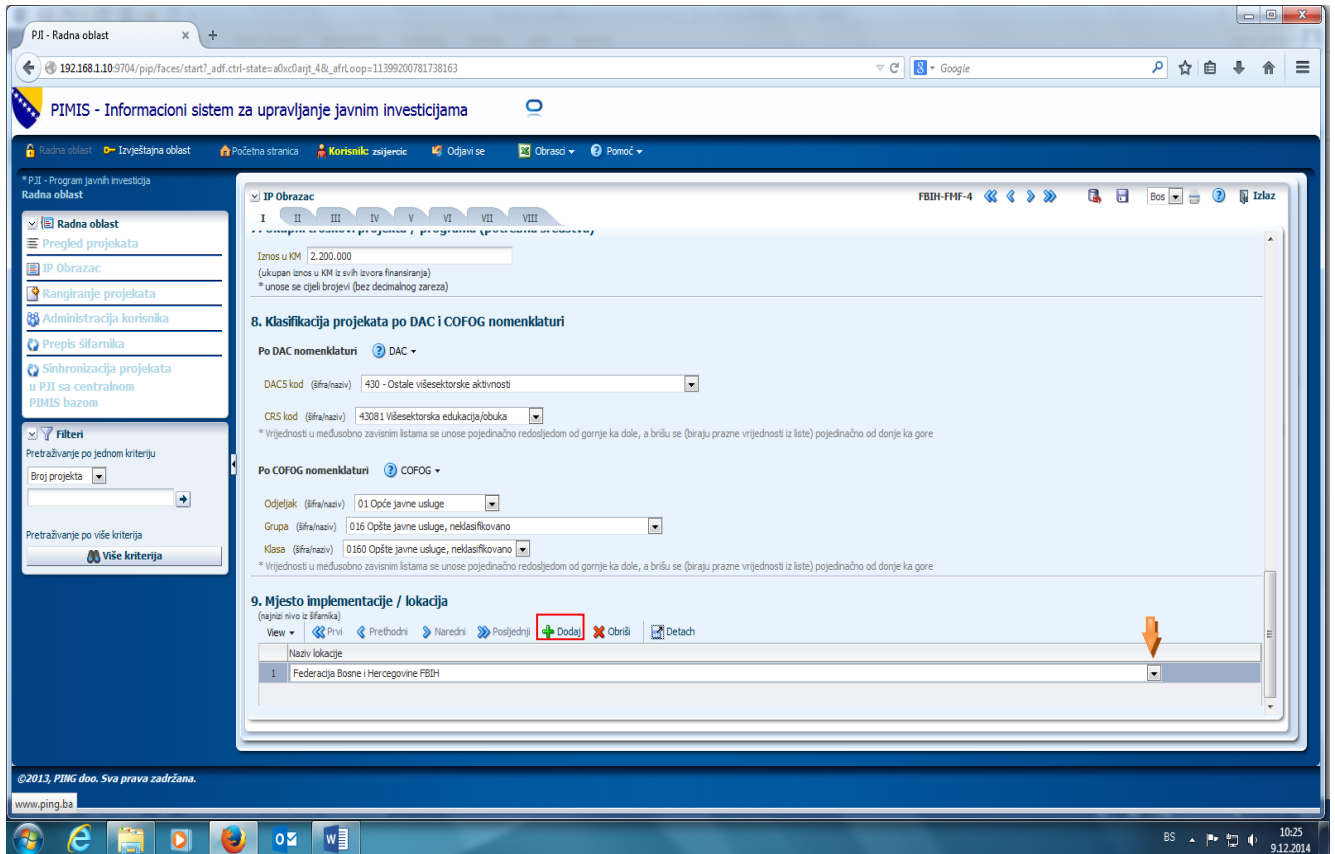 PJI - Radna oblast × +
192.168.1.10:9704/pip/faces/start?_adf.ctrl-state=a0xc0arjt_4&_afrLoop=11399200781738163
Google
PIMIS - Informacioni sistem za upravljanje javnim investicijama
Radna oblast Izvještajna oblast Početna stranica Korisnik: zsijercic Odjavi se Obrasci Pomoć
* PJI - Program javnih investicija
Radna oblast
Radna oblast
Pregled projekata
IP Obrazac
Rangiranje projekata
Administracija korisnika
Prepis šifarnika
Sinhronizacija projekata
u PJI sa centralnom
PIMIS bazom
Filteri
Pretraživanje po jednom kriteriju
Broj projekta
Pretraživanje po više kriterija
Više kriterija
IP Obrazac FBIH-FMF-4 Bos Izlaz
I II III IV V VI VII VIII
7. Ukupni troškovi projekta / programa (potrebna sredstva)
Iznos u KM 2.200.000
(ukupan iznos u KM iz svih izvora finansiranja)
* unose se cijeli brojevi (bez decimalnog zareza)
8. Klasifikacija projekata po DAC i COFOG nomenklaturi
Po DAC nomenklaturi DAC
DAC5 kod (šifra/naziv) 430 - Ostale višesektorske aktivnosti
CRS kod (šifra/naziv) 43081 Višesektorska edukacija/obuka
* Vrijednosti u međusobno zavisnim listama se unose pojedinačno redosljedom od gornje ka dole, a brišu se (biraju prazne vrijednosti iz liste) pojedinačno od donje ka gore
Po COFOG nomenklaturi COFOG
Odjeljak (šifra/naziv) 01 Opće javne usluge
Grupa (šifra/naziv) 016 Opšte javne usluge, neklasifikovano
Klasa (šifra/naziv) 0160 Opšte javne usluge, neklasifikovano
* Vrijednosti u međusobno zavisnim listama se unose pojedinačno redosljedom od gornje ka dole, a brišu se (biraju prazne vrijednosti iz liste) pojedinačno od donje ka gore
9. Mjesto implementacije / lokacija
(najnizi nivo iz šifarnika)
View Prvi Prethodni Naredni Posljednji Dodaj Obriši Detach
Naziv lokacije
1 Federacija Bosne i Hercegovine FBIH
©2013, PING doo. Sva prava zadržana.
www.ping.ba
BS 10:25
9.12.2014